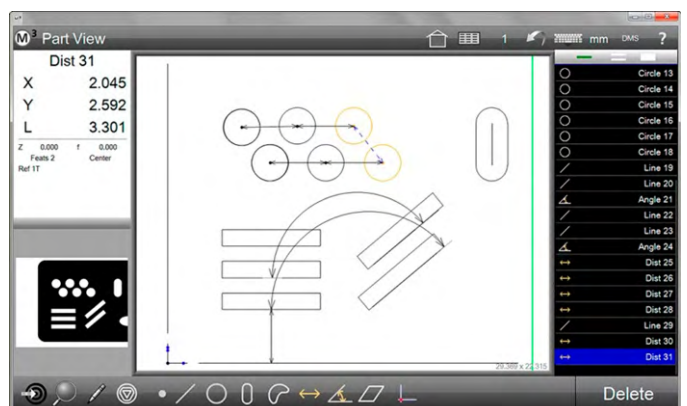 M3 Part View
1
mm
DMS
?
Dist 31
X 2.045
Y 2.592
L 3.301
Z 0.000 f 0.000
Feats 2 Center
Ref 1T
29.369 x 22.315
Circle 13
Circle 14
Circle 15
Circle 16
Circle 17
Circle 18
Line 19
Line 20
Angle 21
Line 22
Line 23
Angle 24
Dist 25
Dist 26
Dist 27
Dist 28
Line 29
Dist 30
Dist 31
Delete